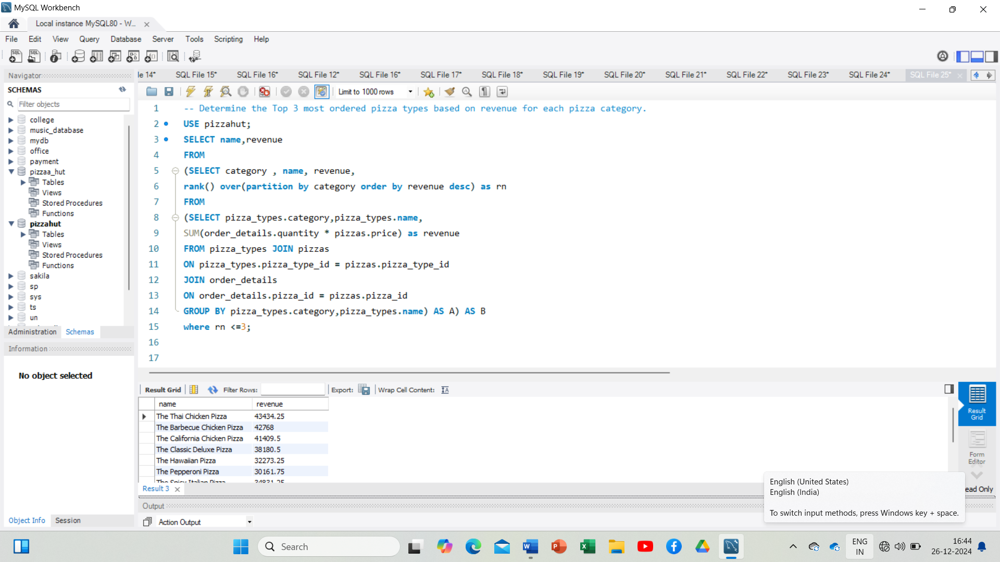 MySQL Workbench
Local instance MySQL80 - W...
File Edit View Query Database Server Tools Scripting Help
Navigator
le 14* SQL File 15* SQL File 16* SQL File 12* SQL File 16* SQL File 17* SQL File 18* SQL File 19* SQL File 20* SQL File 21* SQL File 22* SQL File 23* SQL File 24* SQL File 25*
SCHEMAS
Filter objects
college
music_database
mydb
office
payment
pizzaa_hut
Tables
Views
Stored Procedures
Functions
pizzahut
Tables
Views
Stored Procedures
Functions
sakila
sp
sys
ts
un
Administration Schemas
Information
No object selected
Object Info Session
Limit to 1000 rows
1 -- Determine the Top 3 most ordered pizza types based on revenue for each pizza category.
2 USE pizzahut;
3 SELECT name,revenue
4 FROM
5 (SELECT category , name, revenue,
6 rank() over(partition by category order by revenue desc) as rn
7 FROM
8 (SELECT pizza_types.category,pizza_types.name,
9 SUM(order_details.quantity * pizzas.price) as revenue
10 FROM pizza_types JOIN pizzas
11 ON pizza_types.pizza_type_id = pizzas.pizza_type_id
12 JOIN order_details
13 ON order_details.pizza_id = pizzas.pizza_id
14 GROUP BY pizza_types.category,pizza_types.name) AS A) AS B
15 where rn <=3;
16
17
Result Grid Filter Rows: Export: Wrap Cell Content:
name revenue
The Thai Chicken Pizza 43434.25
The Barbecue Chicken Pizza 42768
The California Chicken Pizza 41409.5
The Classic Deluxe Pizza 38180.5
The Hawaiian Pizza 32273.25
The Pepperoni Pizza 30161.75
The Spicy Italian Pizza 34831.25
Result Grid
Form Editor
Result 3
ead Only
Output
Action Output
English (United States)
English (India)
To switch input methods, press Windows key + space.
Search
ENG
IN
16:44
26-12-2024